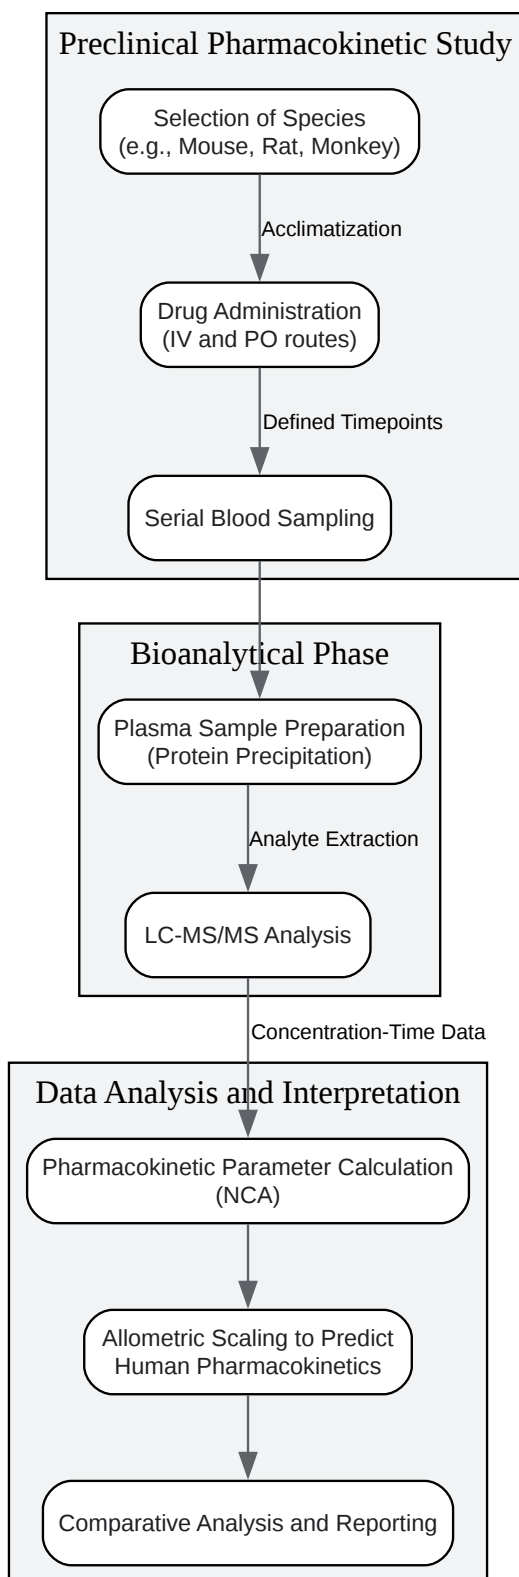 Preclinical Pharmacokinetic Study
Selection of Species
(e.g., Mouse, Rat, Monkey)
Acclimatization
Drug Administration
(IV and PO routes)
Defined Timepoints
Serial Blood Sampling
Bioanalytical Phase
Plasma Sample Preparation
(Protein Precipitation)
Analyte Extraction
LC-MS/MS Analysis
Concentration-Time Data
Data Analysis and Interpretation
Pharmacokinetic Parameter Calculation
(NCA)
Allometric Scaling to Predict
Human Pharmacokinetics
Comparative Analysis and Reporting